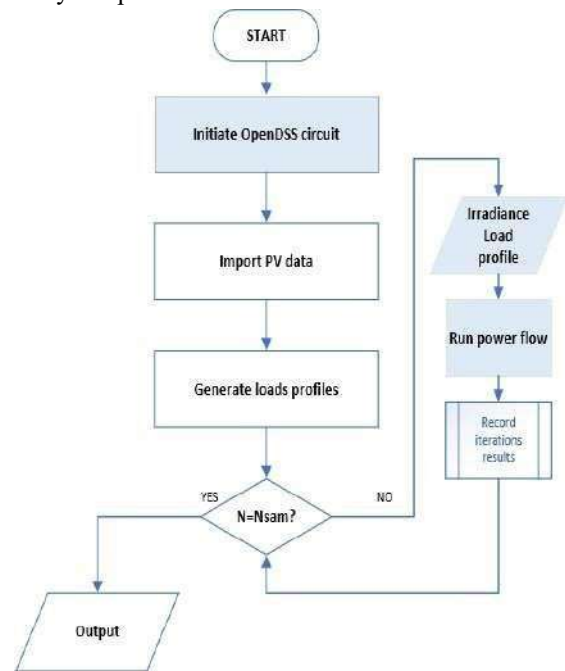 START
Initiate OpenDSS circuit
Import PV data
Generate loads profiles
YES
N=Nsam?
NO
Irradiance
Load
profile
Run power flow
Record
iterations
results
Output